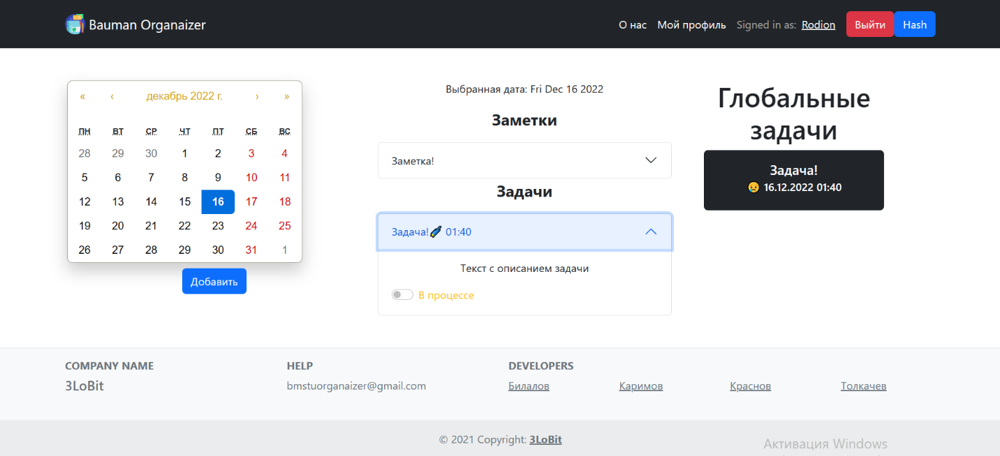 Bauman Organaizer
О нас Мой профиль Signed in as: Rodion Выйти Hash
« ‹ декабрь 2022 г. › »
ПН ВТ СР ЧТ ПТ СБ ВС
28 29 30 1 2 3 4
5 6 7 8 9 10 11
12 13 14 15 16 17 18
19 20 21 22 23 24 25
26 27 28 29 30 31 1
Добавить
Выбранная дата: Fri Dec 16 2022
Заметки
Заметка!
Задачи
Задача! 01:40
Текст с описанием задачи
В процессе
Глобальные
задачи
Задача!
😥 16.12.2022 01:40
COMPANY NAME
3LoBit
HELP
bmstuorganaizer@gmail.com
DEVELOPERS
Билалов Каримов Краснов Толкачев
© 2021 Copyright: 3LoBit
Активация Windows